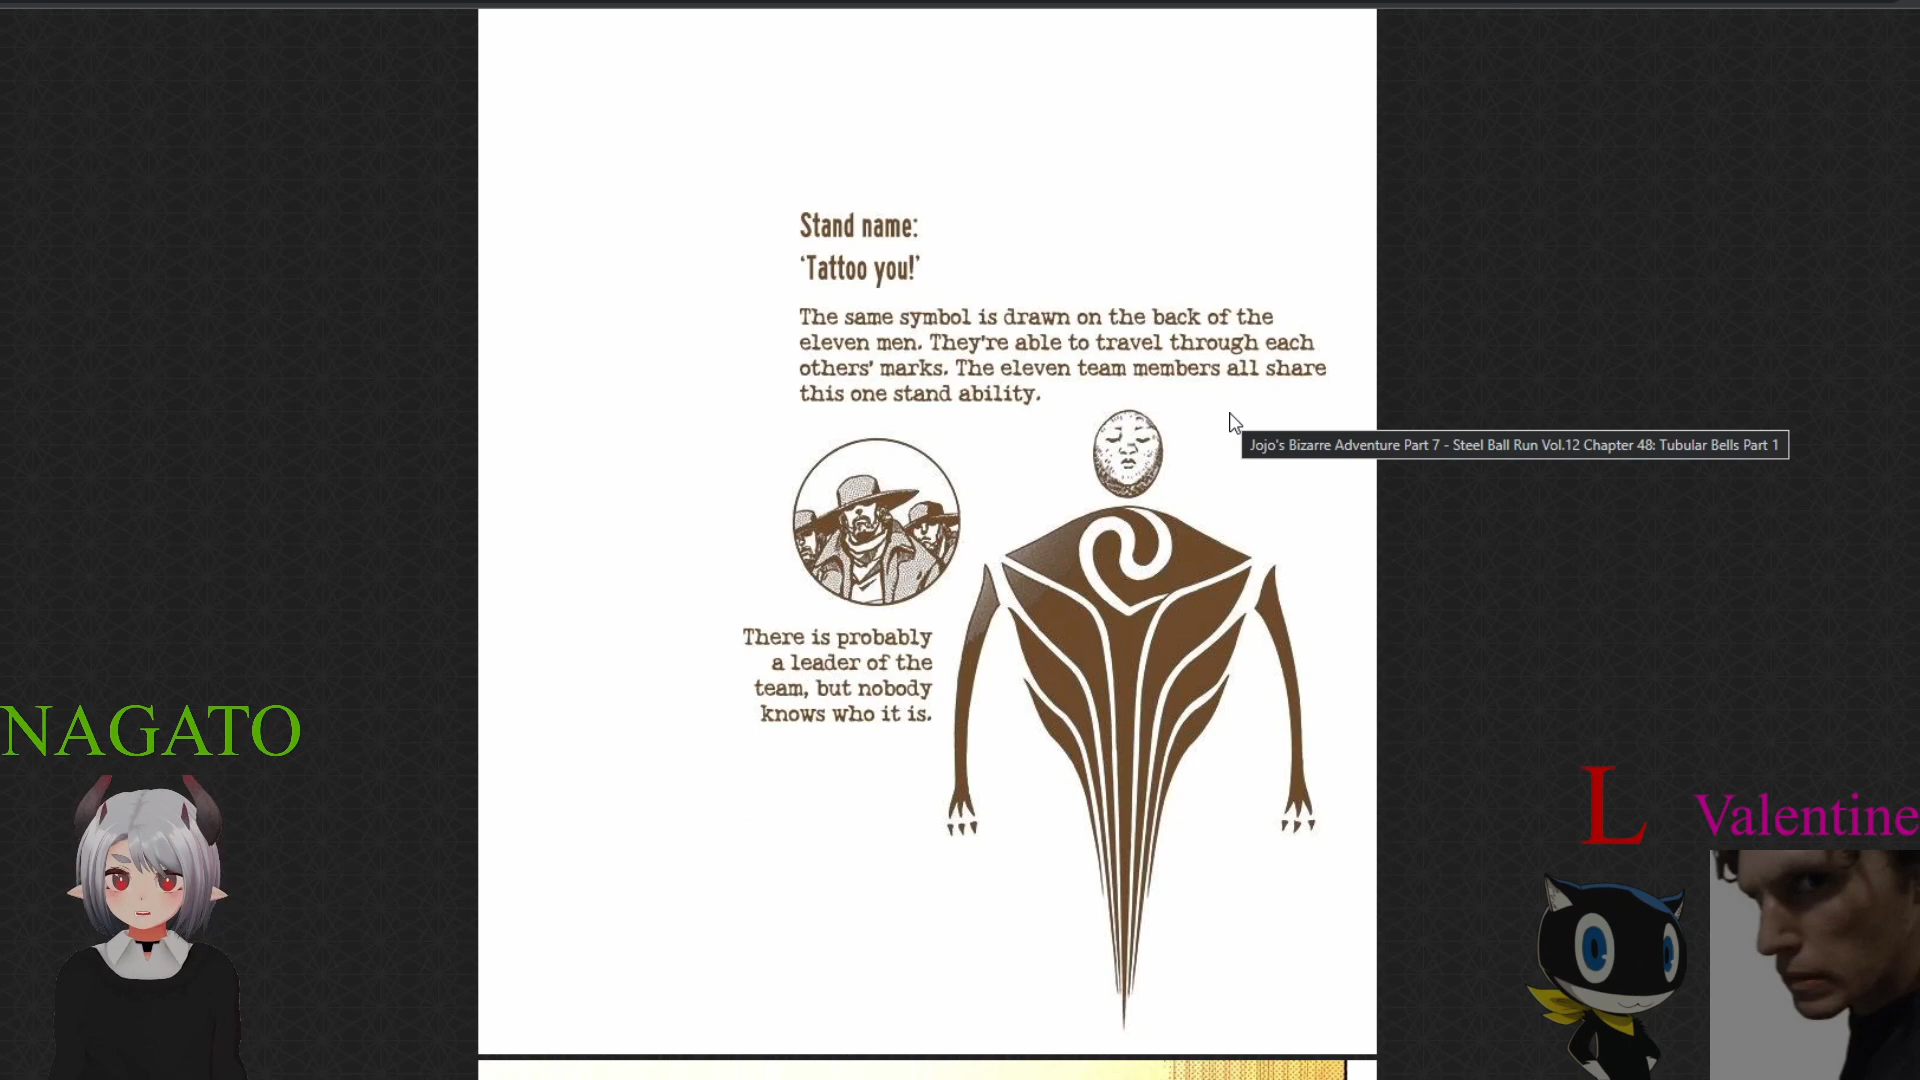 Stand name:
‘Tattoo you!’
The same symbol is drawn on the back of the
eleven men. They're able to travel through each
others' marks. The eleven team members all share
this one stand ability.
Jojo's Bizarre Adventure Part 7 - Steel Ball Run Vol.12 Chapter 48: Tubular Bells Part 1
There is probably
a leader of the
team, but nobody
knows who it is.
NAGATO
L
Valentine